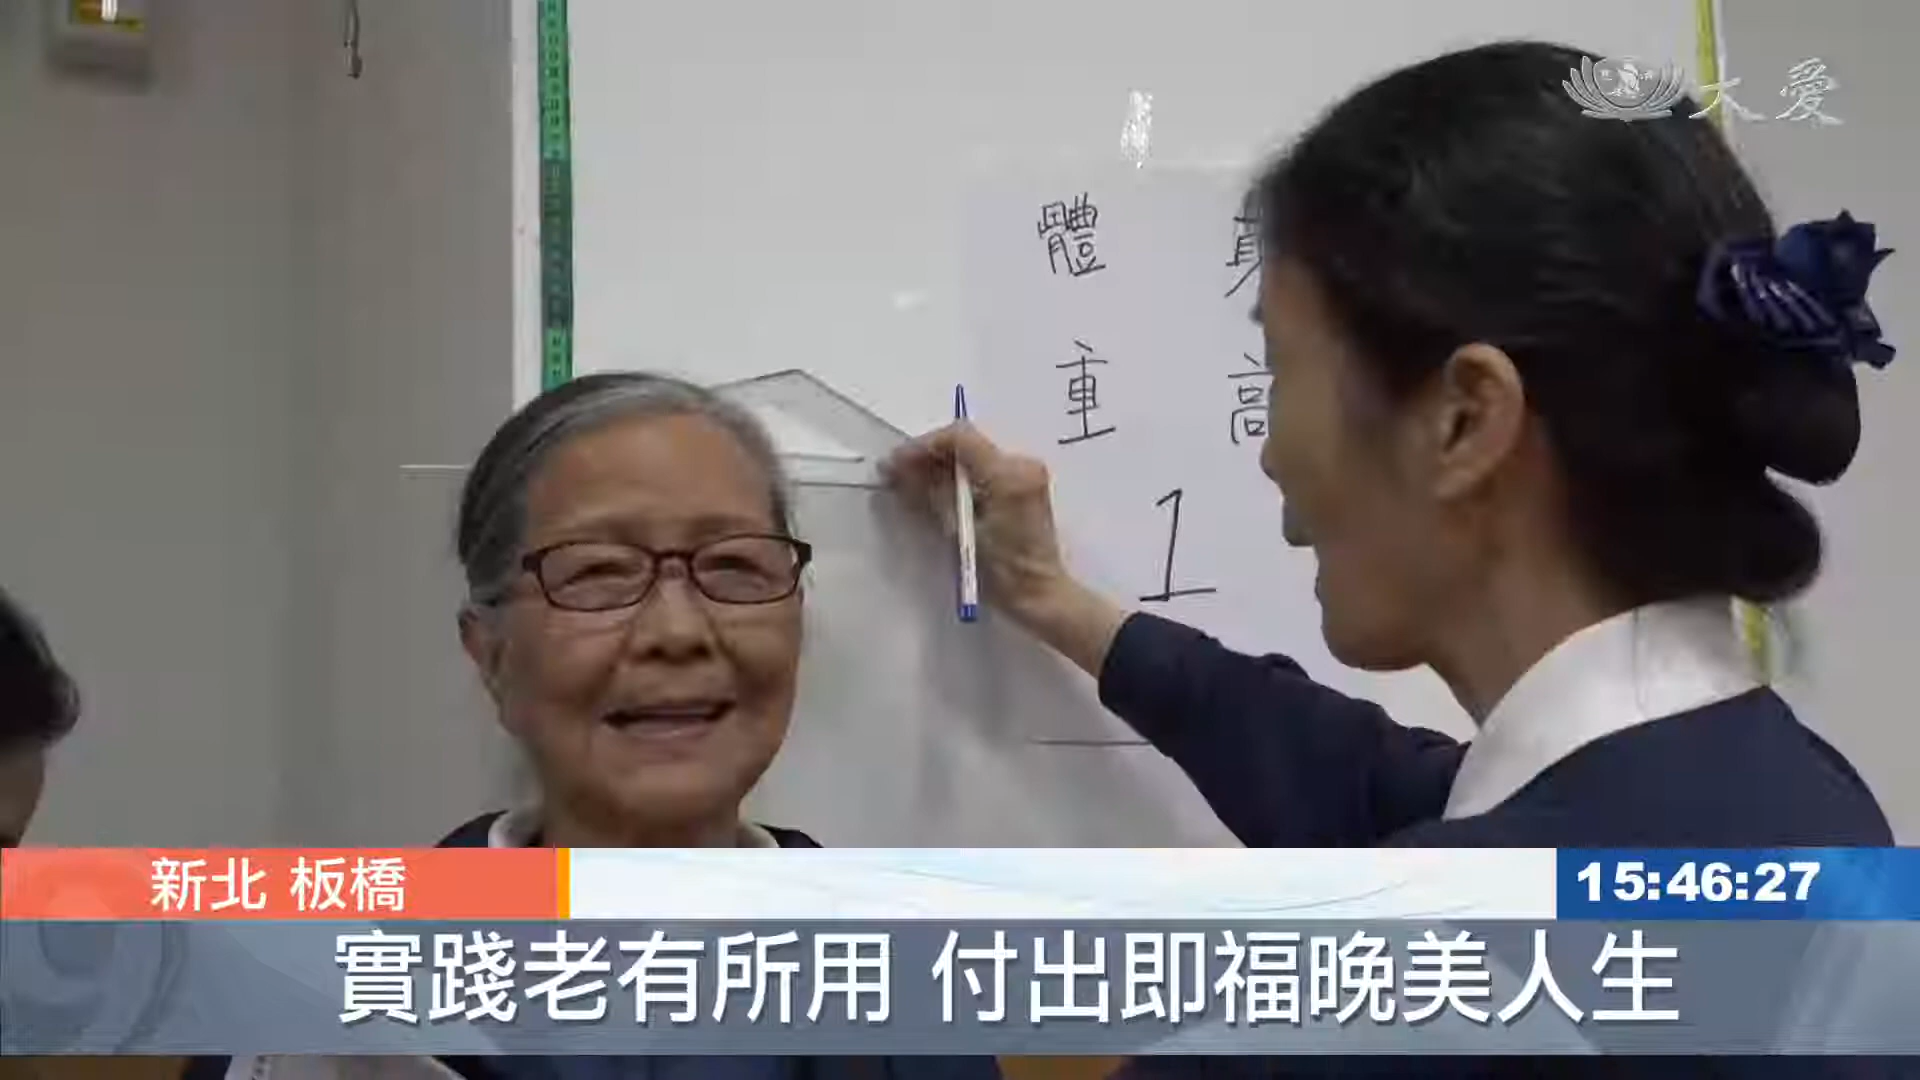 大愛
體
重
高
1
新北 板橋
15:46:27
實踐老有所用 付出即福晚美人生